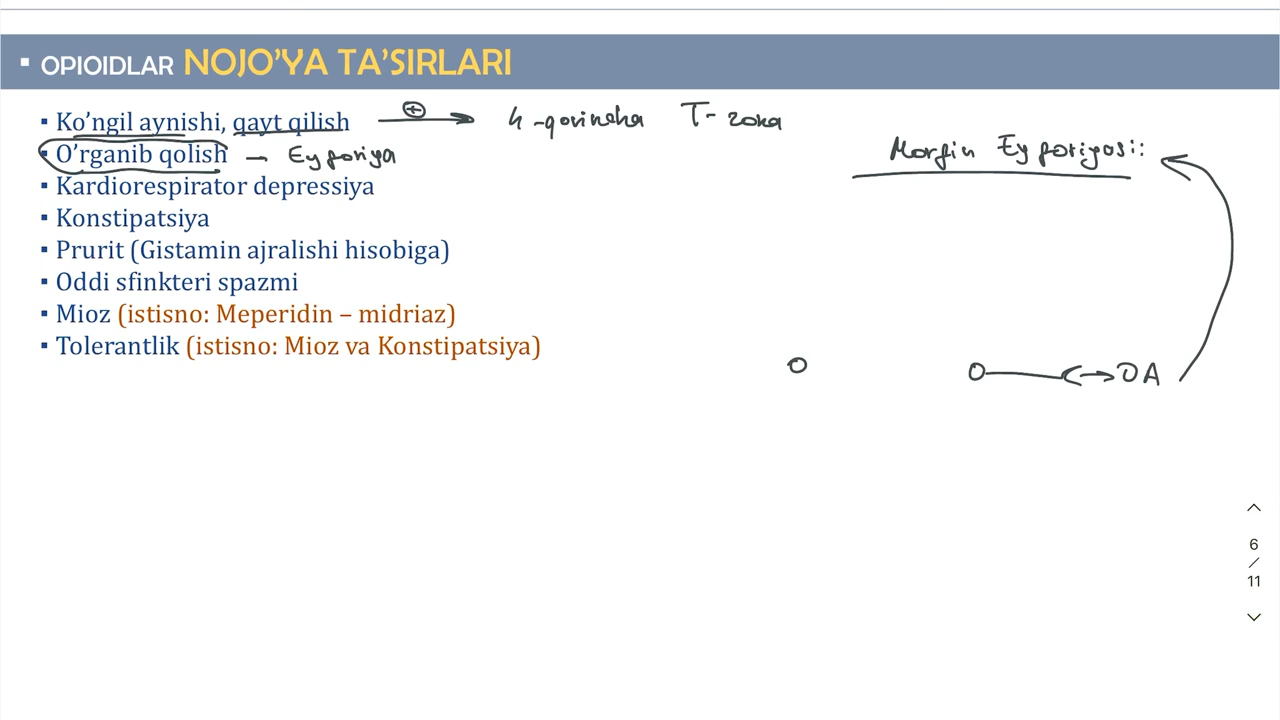 ▪ OPIOIDLAR NOJO’YA TA’SIRLARI
▪ Ko’ngil aynishi, qayt qilish ⊕ → 4-qorincha T-zona
▪ O’rganib qolish – Eyforiya
Morfin Eyforiyasi:
▪ Kardiorespirator depressiya
▪ Konstipatsiya
▪ Prurit (Gistamin ajralishi hisobiga)
▪ Oddi sfinkteri spazmi
▪ Mioz (istisno: Meperidin – midriaz)
▪ Tolerantlik (istisno: Mioz va Konstipatsiya)
DA
6
/
11